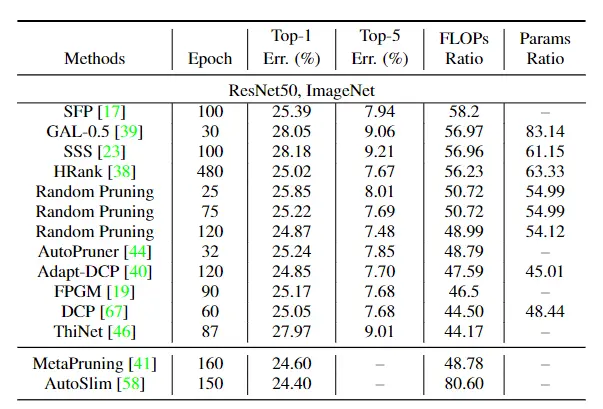 Top-1 Top-5 FLOPs Params
Methods Epoch Err. (%) Err. (%) Ratio Ratio
ResNet50, ImageNet
SFP [17] 100 25.39 7.94 58.2 –
GAL-0.5 [39] 30 28.05 9.06 56.97 83.14
SSS [23] 100 28.18 9.21 56.96 61.15
HRank [38] 480 25.02 7.67 56.23 63.33
Random Pruning 25 25.85 8.01 50.72 54.99
Random Pruning 75 25.22 7.69 50.72 54.99
Random Pruning 120 24.87 7.48 48.99 54.12
AutoPruner [44] 32 25.24 7.85 48.79 –
Adapt-DCP [40] 120 24.85 7.70 47.59 45.01
FPGM [19] 90 25.17 7.68 46.5 –
DCP [67] 60 25.05 7.68 44.50 48.44
ThiNet [46] 87 27.97 9.01 44.17 –
MetaPruning [41] 160 24.60 – 48.78 –
AutoSlim [58] 150 24.40 – 80.60 –